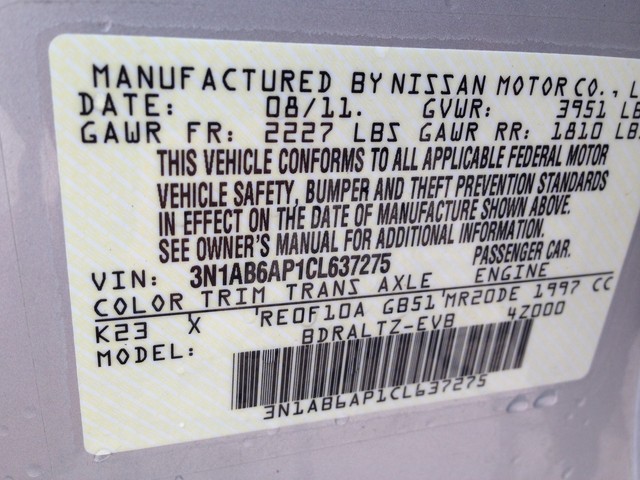 MANUFACTURED BY NISSAN MOTOR CO., L
DATE: 08/11. GVWR: 3951 LB
GAWR FR: 2227 LBS GAWR RR: 1810 LBS
THIS VEHICLE CONFORMS TO ALL APPLICABLE FEDERAL MOTOR
VEHICLE SAFETY, BUMPER AND THEFT PREVENTION STANDARDS
IN EFFECT ON THE DATE OF MANUFACTURE SHOWN ABOVE.
SEE OWNER'S MANUAL FOR ADDITIONAL INFORMATION.
VIN: 3N1AB6AP1CL637275 PASSENGER CAR.
COLOR TRIM TRANS AXLE ENGINE
K23 X RE0F10A GB51 MR20DE 1997 CC
MODEL: BDRALTZ-EVB 4Z000
3N1AB6AP1CL637275